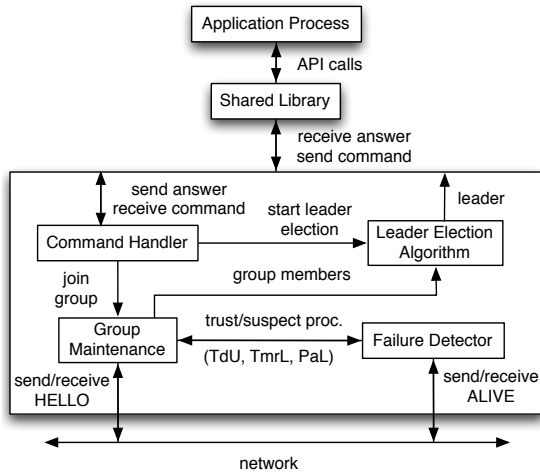 Application Process
API calls
Shared Library
receive answer
send command
send answer
receive command
leader
start leader
election
Command Handler
Leader Election
Algorithm
join
group
group members
Group
Maintenance
trust/suspect proc.
(TdU, TmrL, PaL)
Failure Detector
send/receive
HELLO
send/receive
ALIVE
network